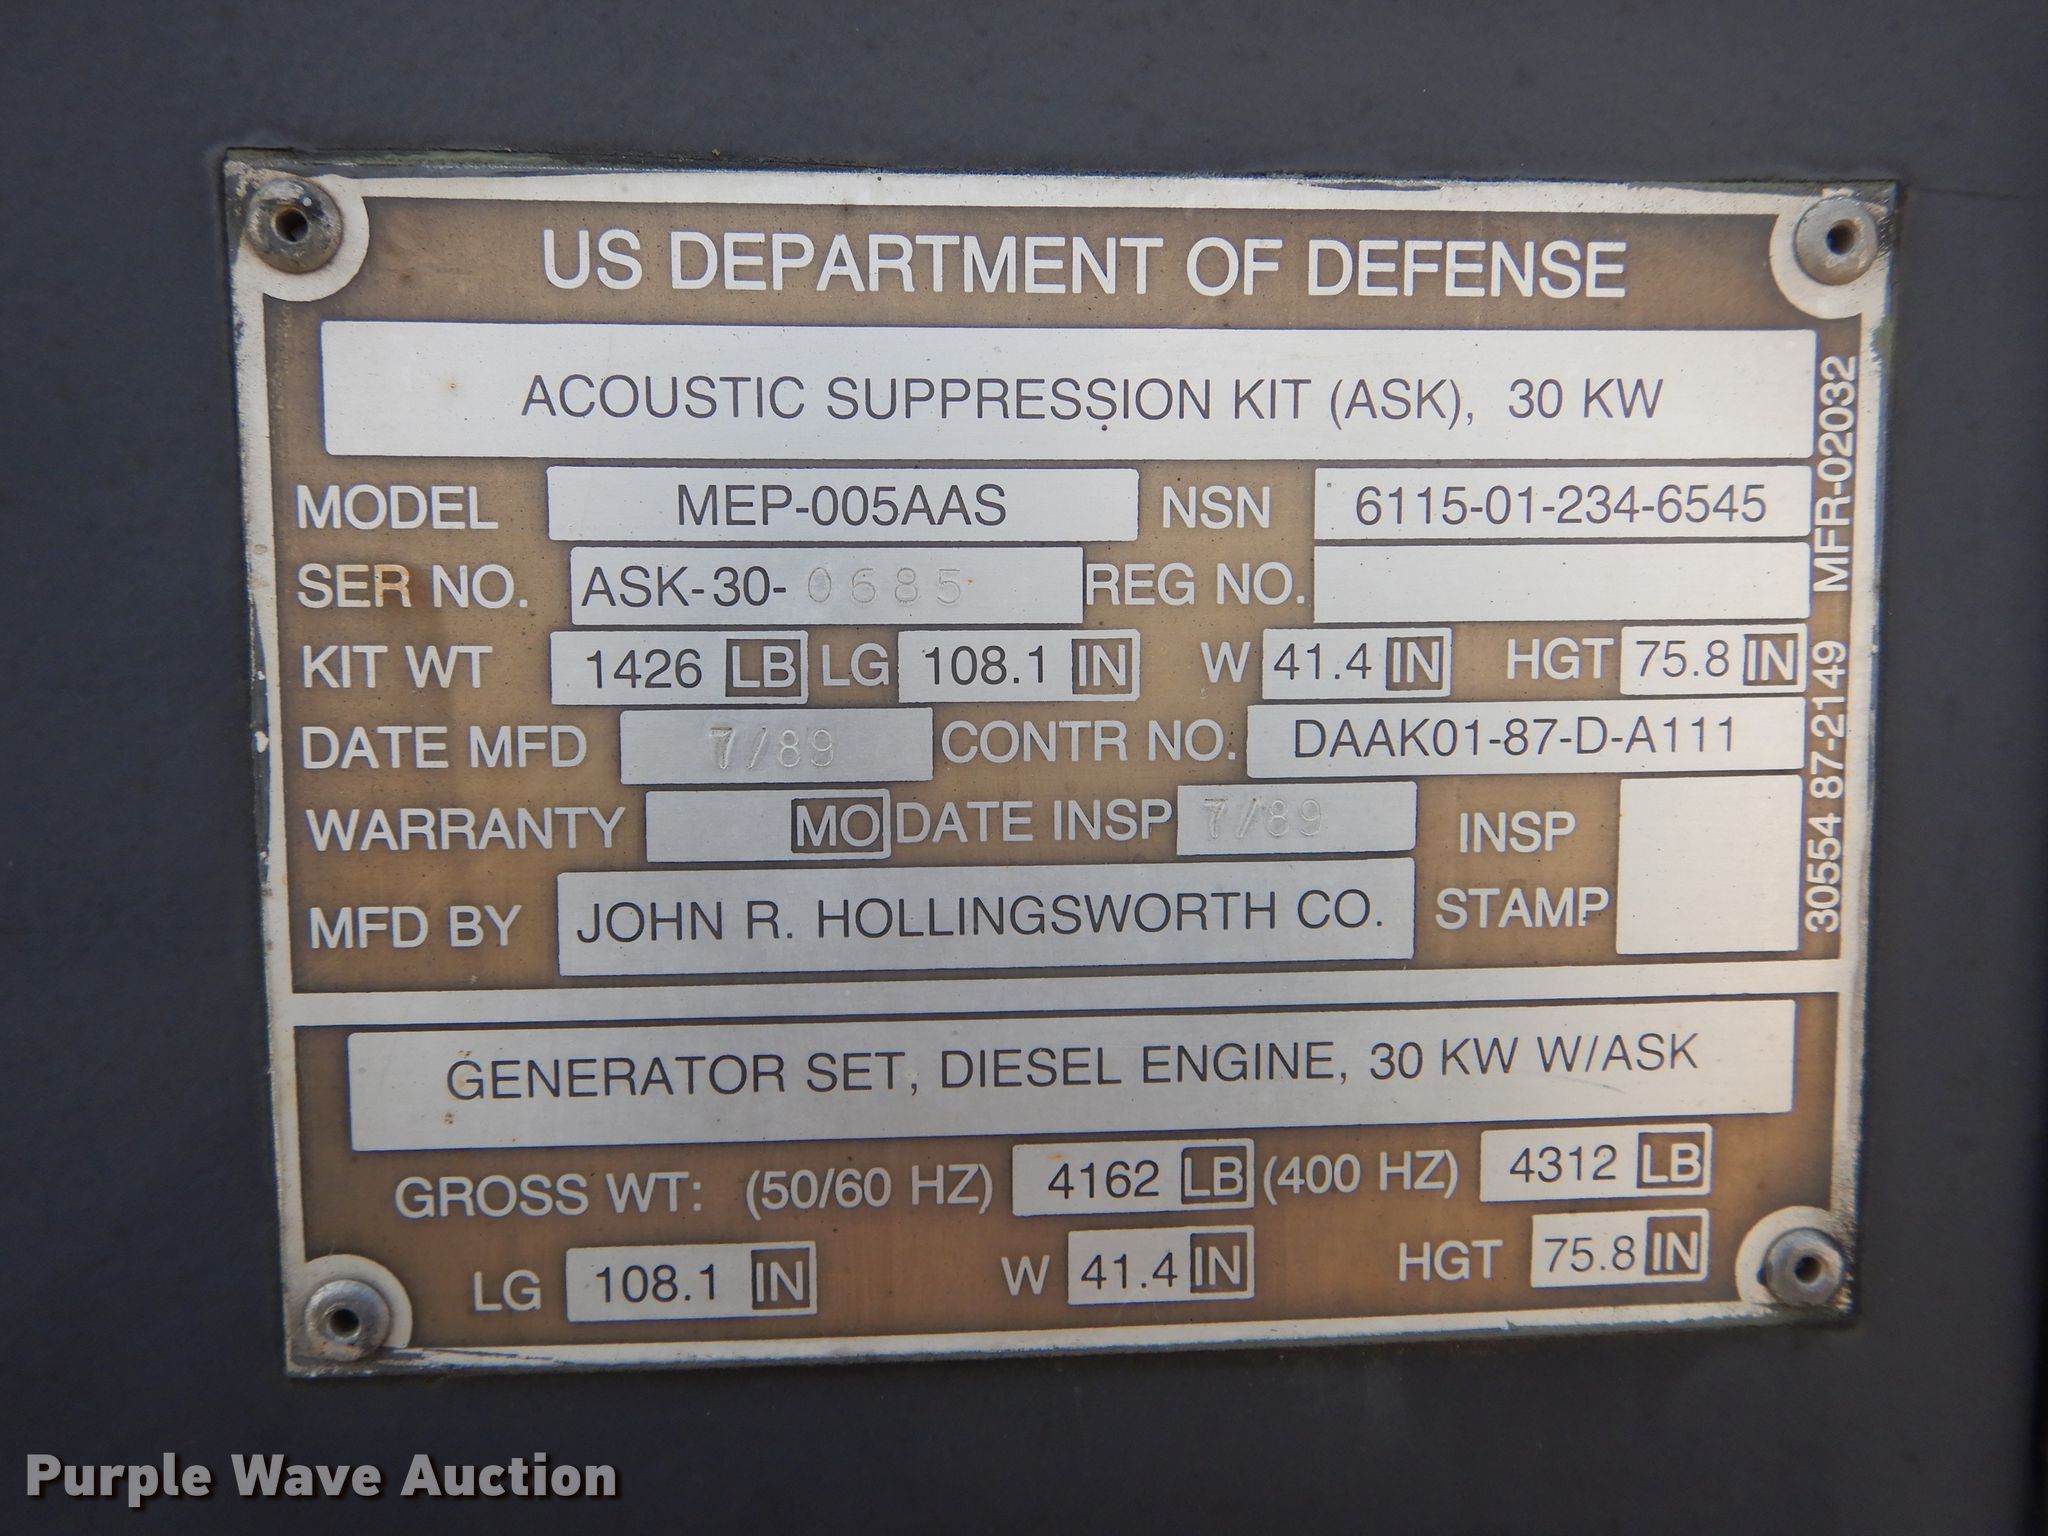 US DEPARTMENT OF DEFENSE
ACOUSTIC SUPPRESSION KIT (ASK), 30 KW
MODEL MEP-005AAS NSN 6115-01-234-6545
SER NO. ASK-30-0685 REG NO.
KIT WT 1426 LB LG 108.1 IN W 41.4 IN HGT 75.8 IN
DATE MFD 7/89 CONTR NO. DAAK01-87-D-A111
WARRANTY MO DATE INSP 7/89 INSP STAMP
MFD BY JOHN R. HOLLINGSWORTH CO.
30554 87-2149 MFR-02032
GENERATOR SET, DIESEL ENGINE, 30 KW W/ASK
GROSS WT: (50/60 HZ) 4162 LB (400 HZ) 4312 LB
LG 108.1 IN W 41.4 IN HGT 75.8 IN
Purple Wave Auction